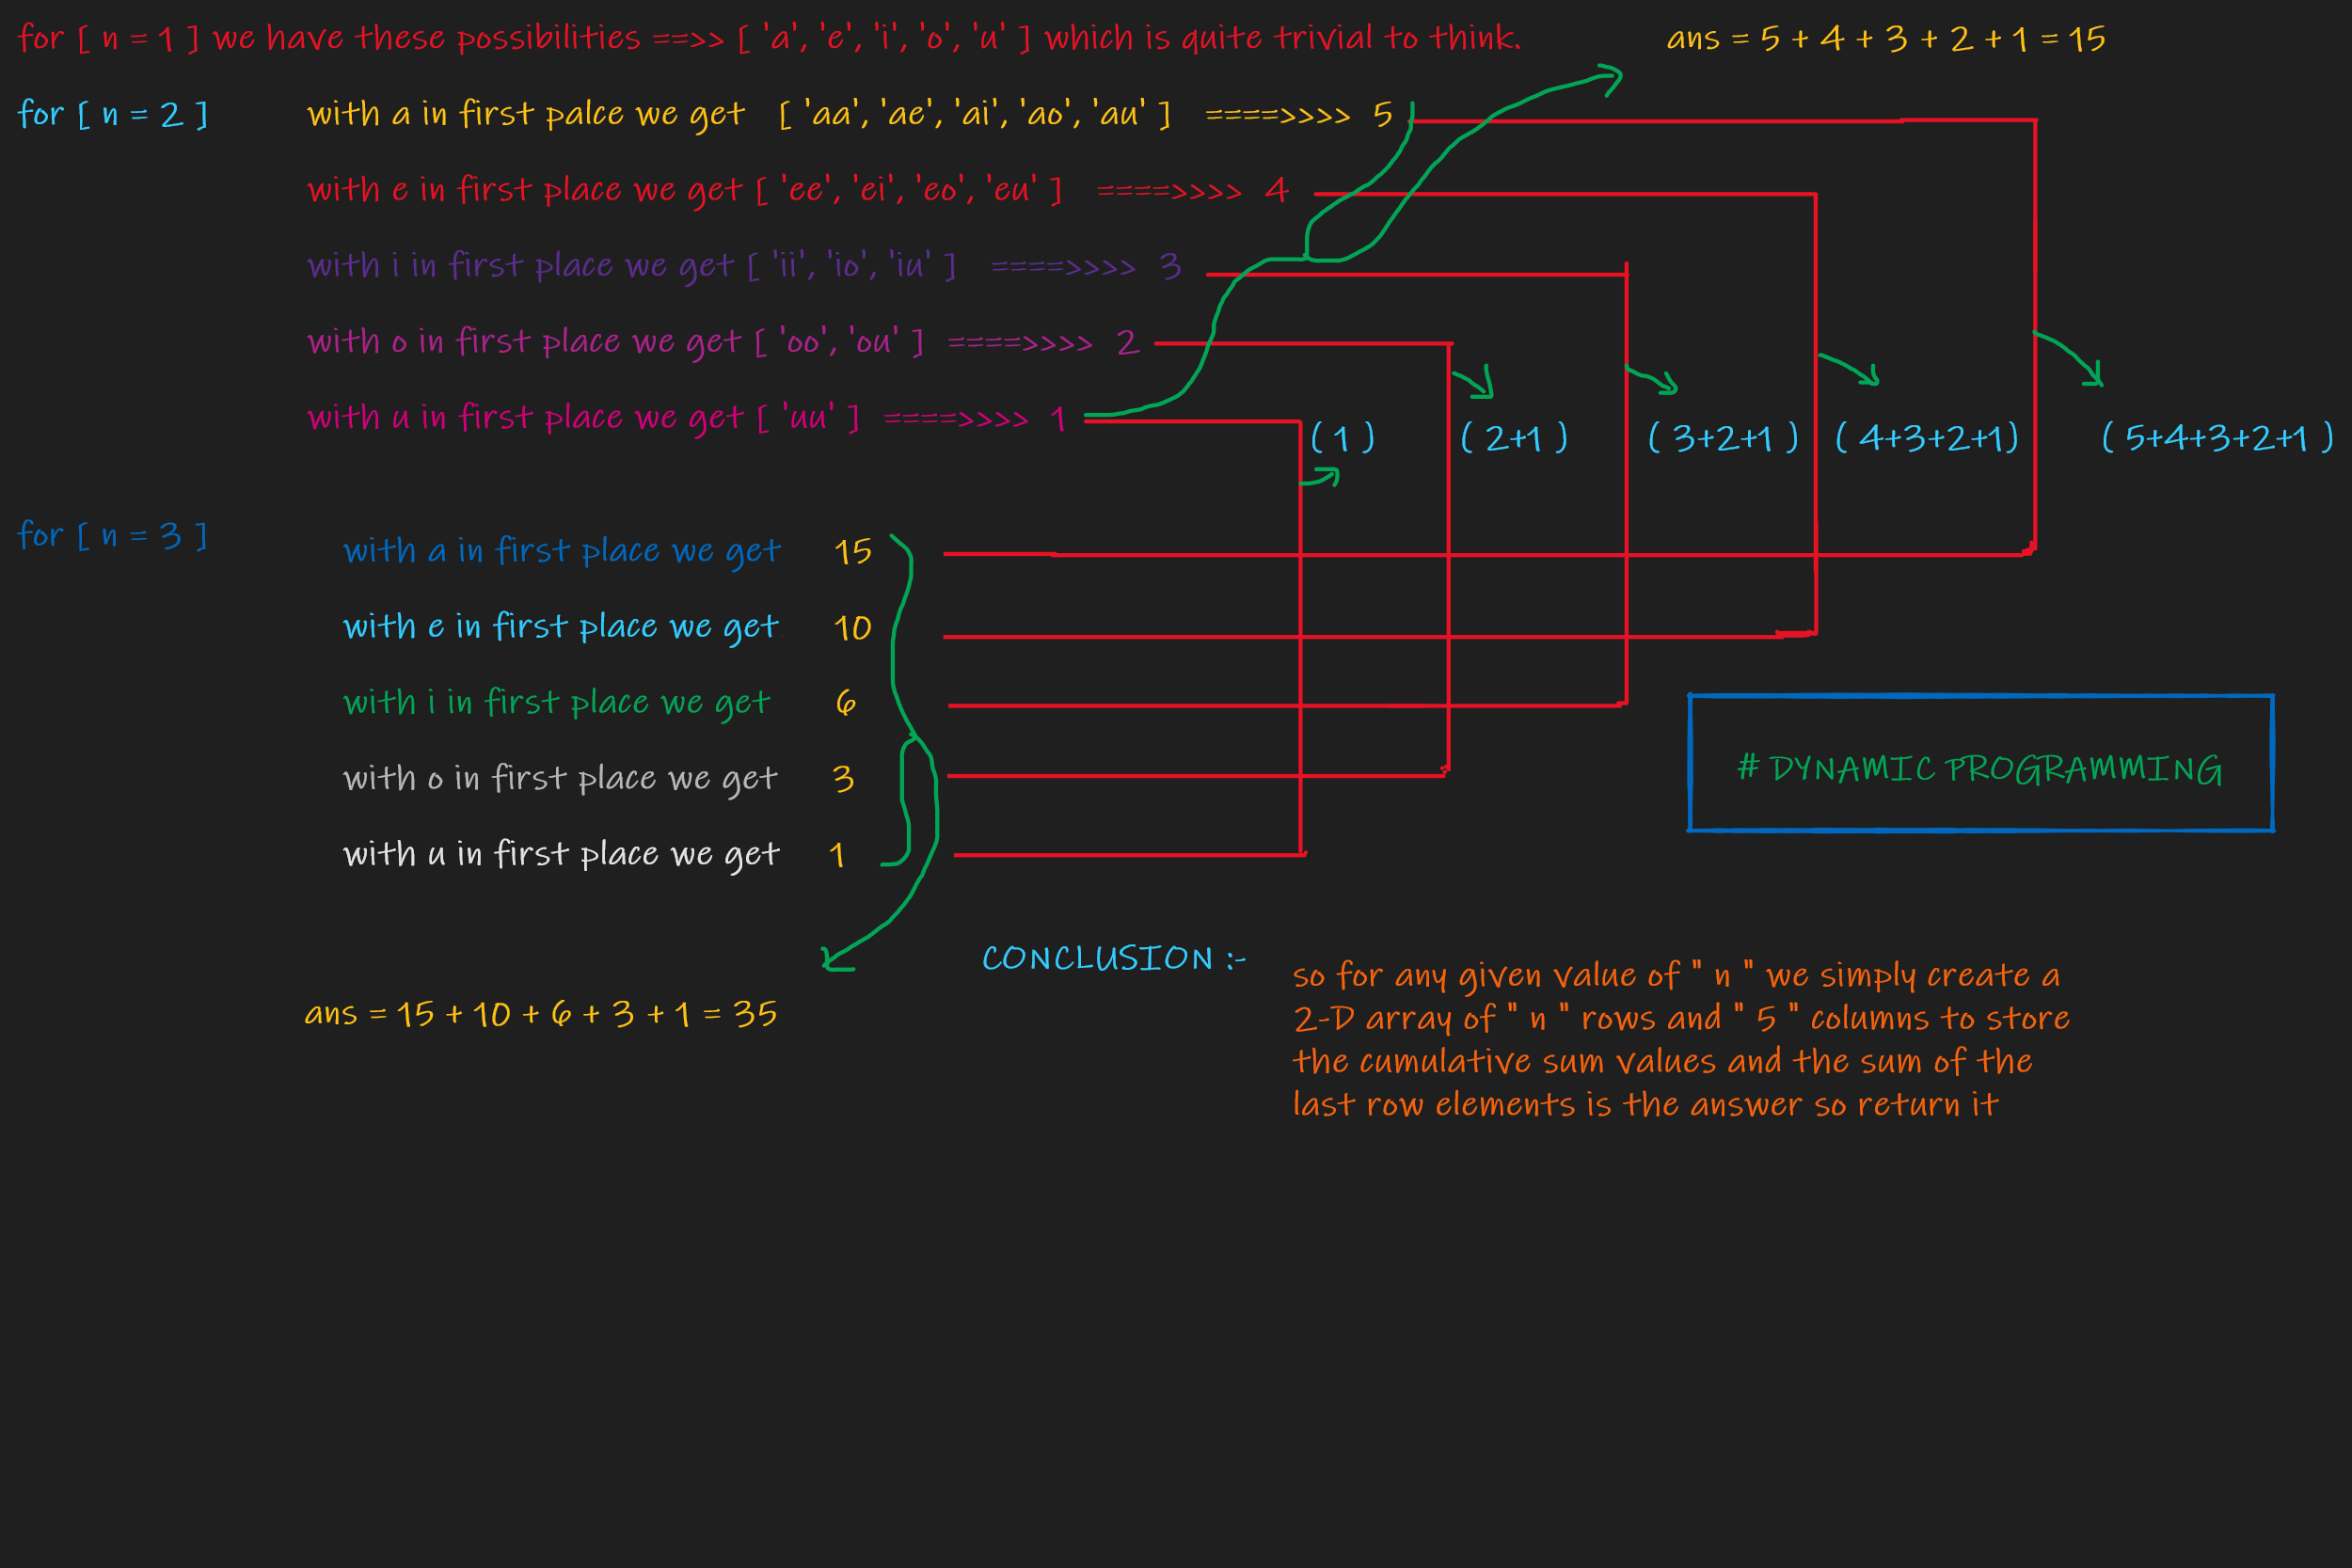 for [ n = 1 ] we have these possibilities ==>> [ 'a', 'e', 'i', 'o', 'u' ] which is quite trivial to think.
ans = 5 + 4 + 3 + 2 + 1 = 15
for [ n = 2 ]
with a in first palce we get [ 'aa', 'ae', 'ai', 'ao', 'au' ] ====>>>> 5
with e in first place we get [ 'ee', 'ei', 'eo', 'eu' ] ====>>>> 4
with i in first place we get [ 'ii', 'io', 'iu' ] ====>>>> 3
with o in first place we get [ 'oo', 'ou' ] ====>>>> 2
with u in first place we get [ 'uu' ] ====>>>> 1
( 1 )
( 2+1 )
( 3+2+1 )
( 4+3+2+1)
( 5+4+3+2+1 )
for [ n = 3 ]
with a in first place we get 15
with e in first place we get 10
with i in first place we get 6
with o in first place we get 3
with u in first place we get 1
# DYNAMIC PROGRAMMING
ans = 15 + 10 + 6 + 3 + 1 = 35
CONCLUSION :-
so for any given value of " n " we simply create a
2-D array of " n " rows and " 5 " columns to store
the cumulative sum values and the sum of the
last row elements is the answer so return it